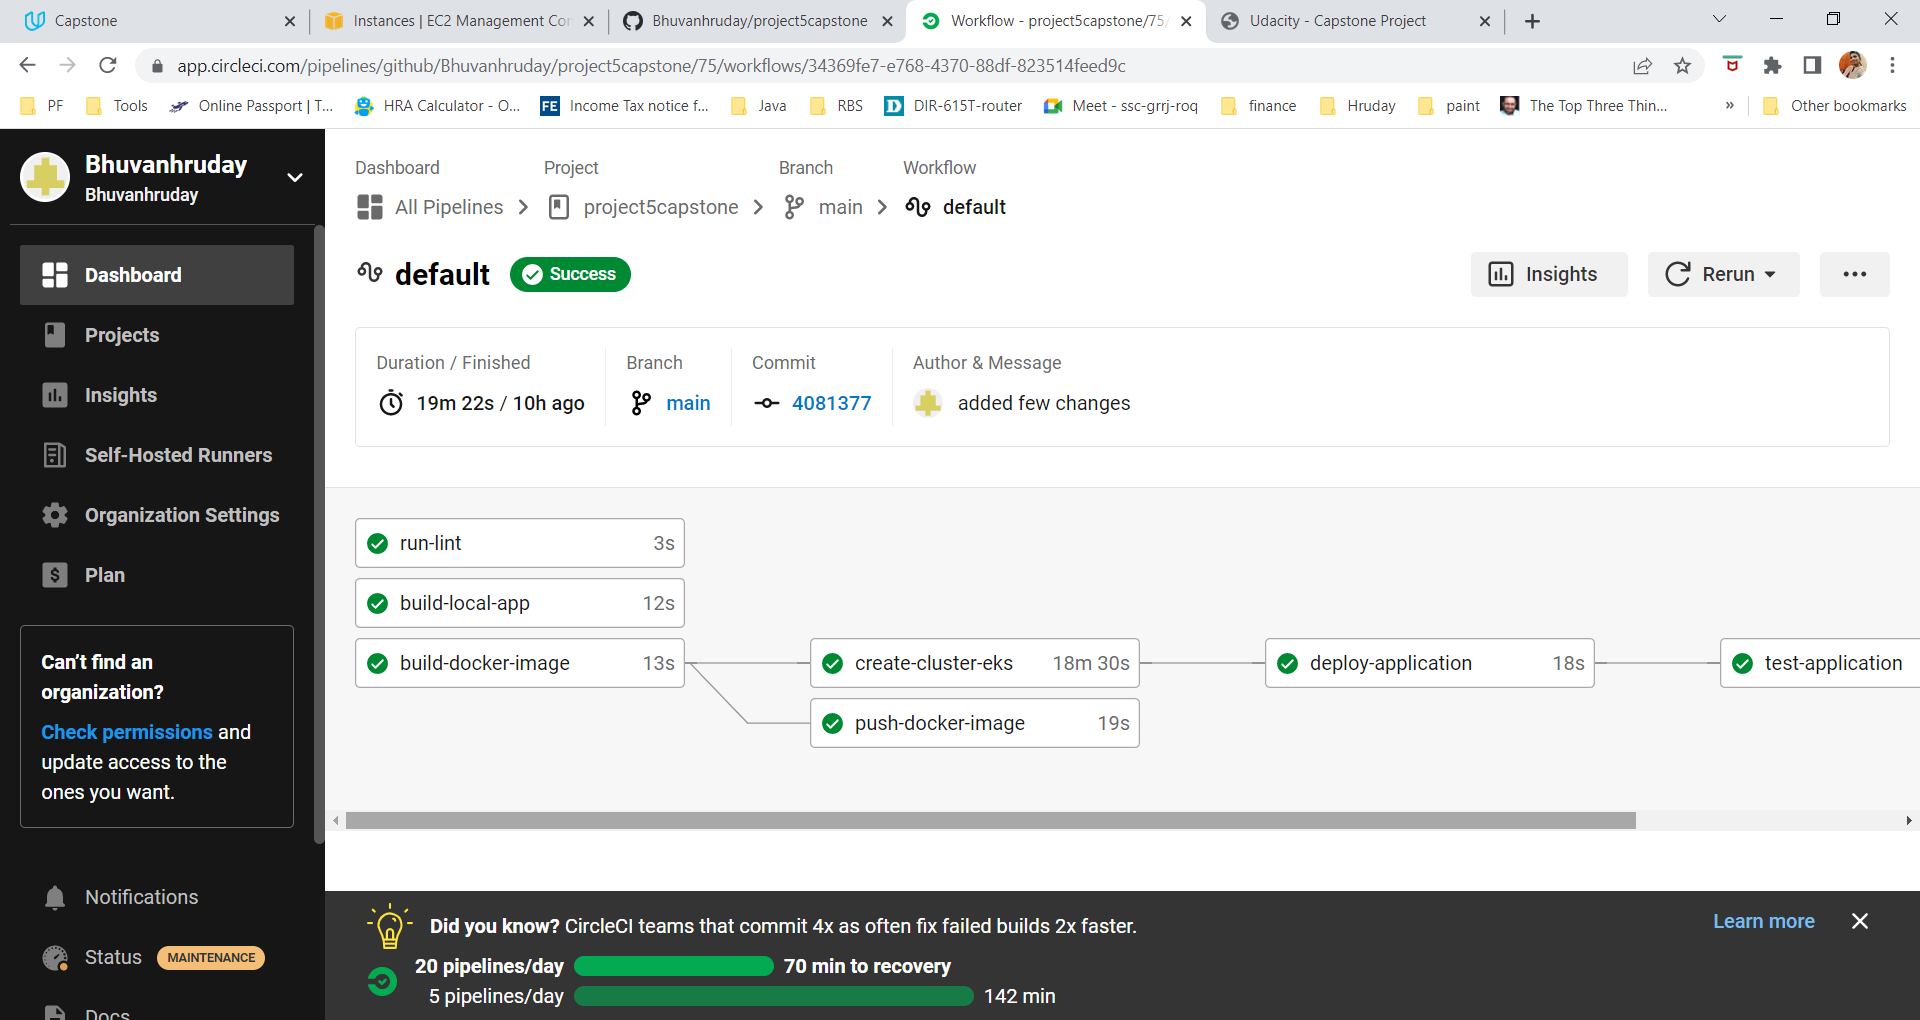 Capstone
Instances | EC2 Management Con
Bhuvanhruday/project5capstone
Workflow - project5capstone/75/
Udacity - Capstone Project
app.circleci.com/pipelines/github/Bhuvanhruday/project5capstone/75/workflows/34369fe7-e768-4370-88df-823514feed9c
PF
Tools
Online Passport | T...
HRA Calculator - O...
FE
Income Tax notice f...
Java
RBS
D
DIR-615T-router
Meet - ssc-grrj-roq
finance
Hruday
paint
The Top Three Thin...
»
Other bookmarks
Bhuvanhruday
Bhuvanhruday
Dashboard
Projects
Insights
Self-Hosted Runners
Organization Settings
Plan
Can’t find an
organization?
Check permissions and
update access to the
ones you want.
Notifications
Status MAINTENANCE
Docs
Dashboard Project Branch Workflow
All Pipelines project5capstone main default
default Success
Insights Rerun
Duration / Finished Branch Commit Author & Message
19m 22s / 10h ago main 4081377 added few changes
run-lint 3s
build-local-app 12s
build-docker-image 13s create-cluster-eks 18m 30s deploy-application 18s test-application
push-docker-image 19s
Did you know? CircleCI teams that commit 4x as often fix failed builds 2x faster. Learn more
20 pipelines/day 70 min to recovery
5 pipelines/day 142 min